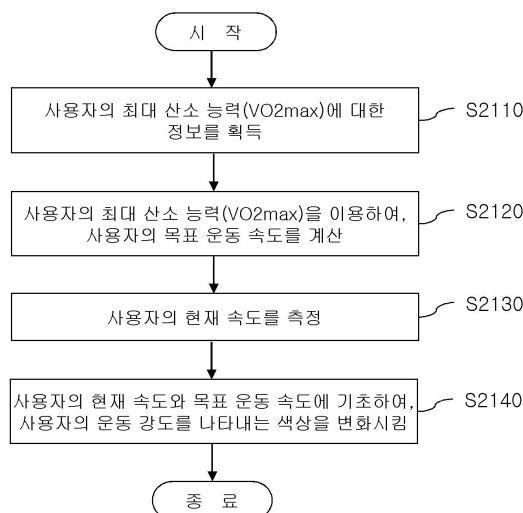 시 작
사용자의 최대 산소 능력(VO2max)에 대한
정보를 획득
S2110
사용자의 최대 산소 능력(VO2max)을 이용하여,
사용자의 목표 운동 속도를 계산
S2120
사용자의 현재 속도를 측정
S2130
사용자의 현재 속도와 목표 운동 속도에 기초하여,
사용자의 운동 강도를 나타내는 색상을 변화시킴
S2140
종 료